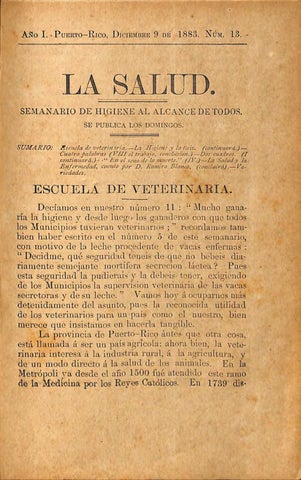 AÑO I. - PUERTO-RICO, DICIEMBRE 9 DE 1883. NÚM. 13. -
LA SALUD.
SEMANARIO DE HIGIENE AL ALCANCE DE TODOS.
SE PUBLICA LOS DOMINGOS.
SUMARIO: Escuela de veterinaria.—La Higiene y la tisis. (continuará.)—
Cuatro palabras (VIII el trabajo, conclusion.)—Die cuadros. (I
continuará.)- "En el seno de la muerte." (IV.)—La Salud y la
Enfermedad, cuento por D. Ramiro Blanco, (concluirá).—Va-
riedades.
ESCUELA DE VETERINARIA.
Decíamos en nuestro número 11 : " Mucho gana-
ría la higiene y desde luego los ganaderos con que todos
los Municipios tuvieran veterinarios ;" recordamos tam-
bien haber escrito en el número 5 de este semanario,
con motivo de la leche procedente de vacas enfermas :
" Decidme, qué seguridad teneis de que no bebeis dia-
riamente semejante mortífera secrecion láctea ? Pues
esta seguridad la pudierais y la debeis tener, exigiendo
de los Municipios la supervision veterinaria de las vacas
secretoras y de su leche." Vamos hoy á ocuparnos más
detenidamente del asunto, pues la reconocida utilidad
de los veterinarios para un país como el nuestro, bien
merece que insistamos en hacerla tangible.
La provincia de Puerto-Rico ántes que otra cosa,
está llamada á ser un país agrícola: ahora bien, la vete-
rinaria interesa á la industria rural, á la agricultura, y
de un modo directo á la salud de los animales. En la
Metrópoli ya desde el año 1500 fué atendido este ramo
de la Medicina por los Reyes Católicos. En 1739 dis-